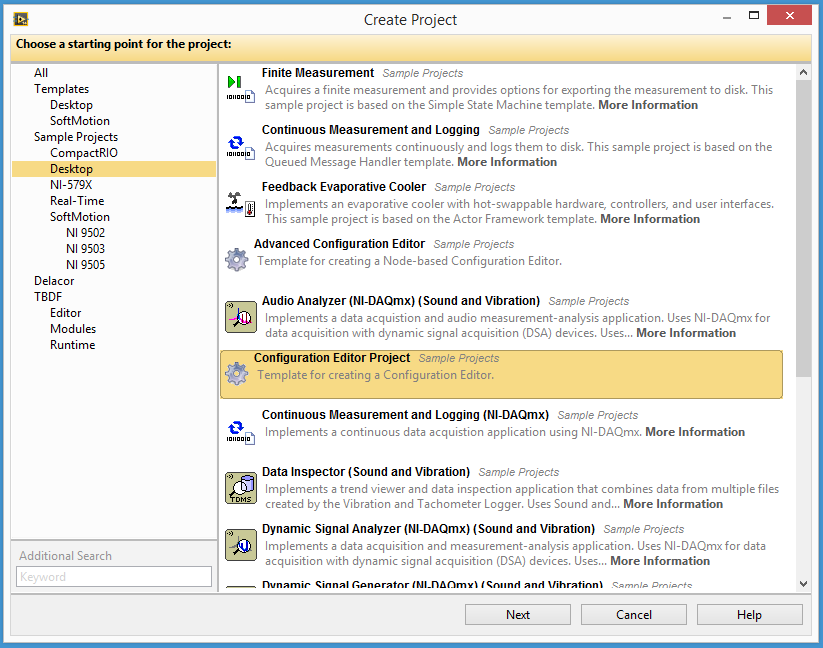 Create Project
Choose a starting point for the project:
All
Templates
Desktop
SoftMotion
Sample Projects
CompactRIO
Desktop
NI-579X
Real-Time
SoftMotion
NI 9502
NI 9503
NI 9505
Delacor
TBDF
Editor
Modules
Runtime
Additional Search
Keyword
Finite Measurement Sample Projects
Acquires a finite measurement and provides options for exporting the measurement to disk. This
sample project is based on the Simple State Machine template. More Information
Continuous Measurement and Logging Sample Projects
Acquires measurements continuously and logs them to disk. This sample project is based on the
Queued Message Handler template. More Information
Feedback Evaporative Cooler Sample Projects
Implements an evaporative cooler with hot-swappable hardware, controllers, and user interfaces.
This sample project is based on the Actor Framework template. More Information
Advanced Configuration Editor Sample Projects
Template for creating a Node-based Configuration Editor.
Audio Analyzer (NI-DAQmx) (Sound and Vibration) Sample Projects
Implements a data acquistion and audio measurement-analysis application. Uses NI-DAQmx for
data acquisition with dynamic signal acquisition (DSA) devices. Uses... More Information
Configuration Editor Project Sample Projects
Template for creating a Configuration Editor.
Continuous Measurement and Logging (NI-DAQmx) Sample Projects
Implements a continuous data acquistion application using NI-DAQmx. More Information
Data Inspector (Sound and Vibration) Sample Projects
Implements a trend viewer and data inspection application that combines data from multiple files
created by the Vibration and Tachometer Logger. Uses Sound and... More Information
TDMS
Dynamic Signal Analyzer (NI-DAQmx) (Sound and Vibration) Sample Projects
Implements a data acquisition and measurement-analysis application. Uses NI-DAQmx for data
acquisition with dynamic signal acquisition (DSA) devices. Uses... More Information
Dynamic Signal Generator (NI-DAQmx) (Sound and Vibration) Sample Projects
Next
Cancel
Help